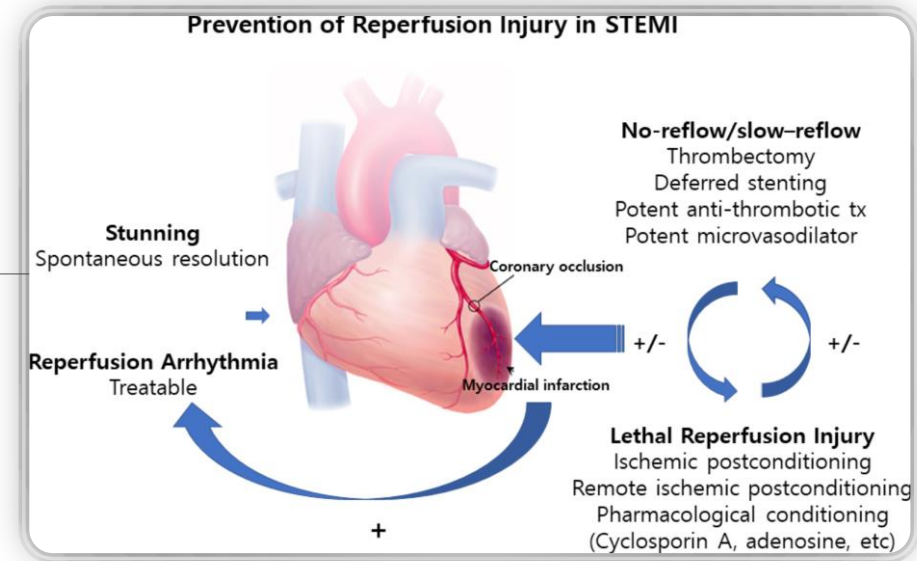 Prevention of Reperfusion Injury in STEMI
No-reflow/slow–reflow
Thrombectomy
Deferred stenting
Potent anti-thrombotic tx
Potent microvasodilator
Stunning
Spontaneous resolution
Coronary occlusion
+/-
+/-
Reperfusion Arrhythmia
Treatable
Myocardial infarction
Lethal Reperfusion Injury
Ischemic postconditioning
Remote ischemic postconditioning
Pharmacological conditioning
(Cyclosporin A, adenosine, etc)
+